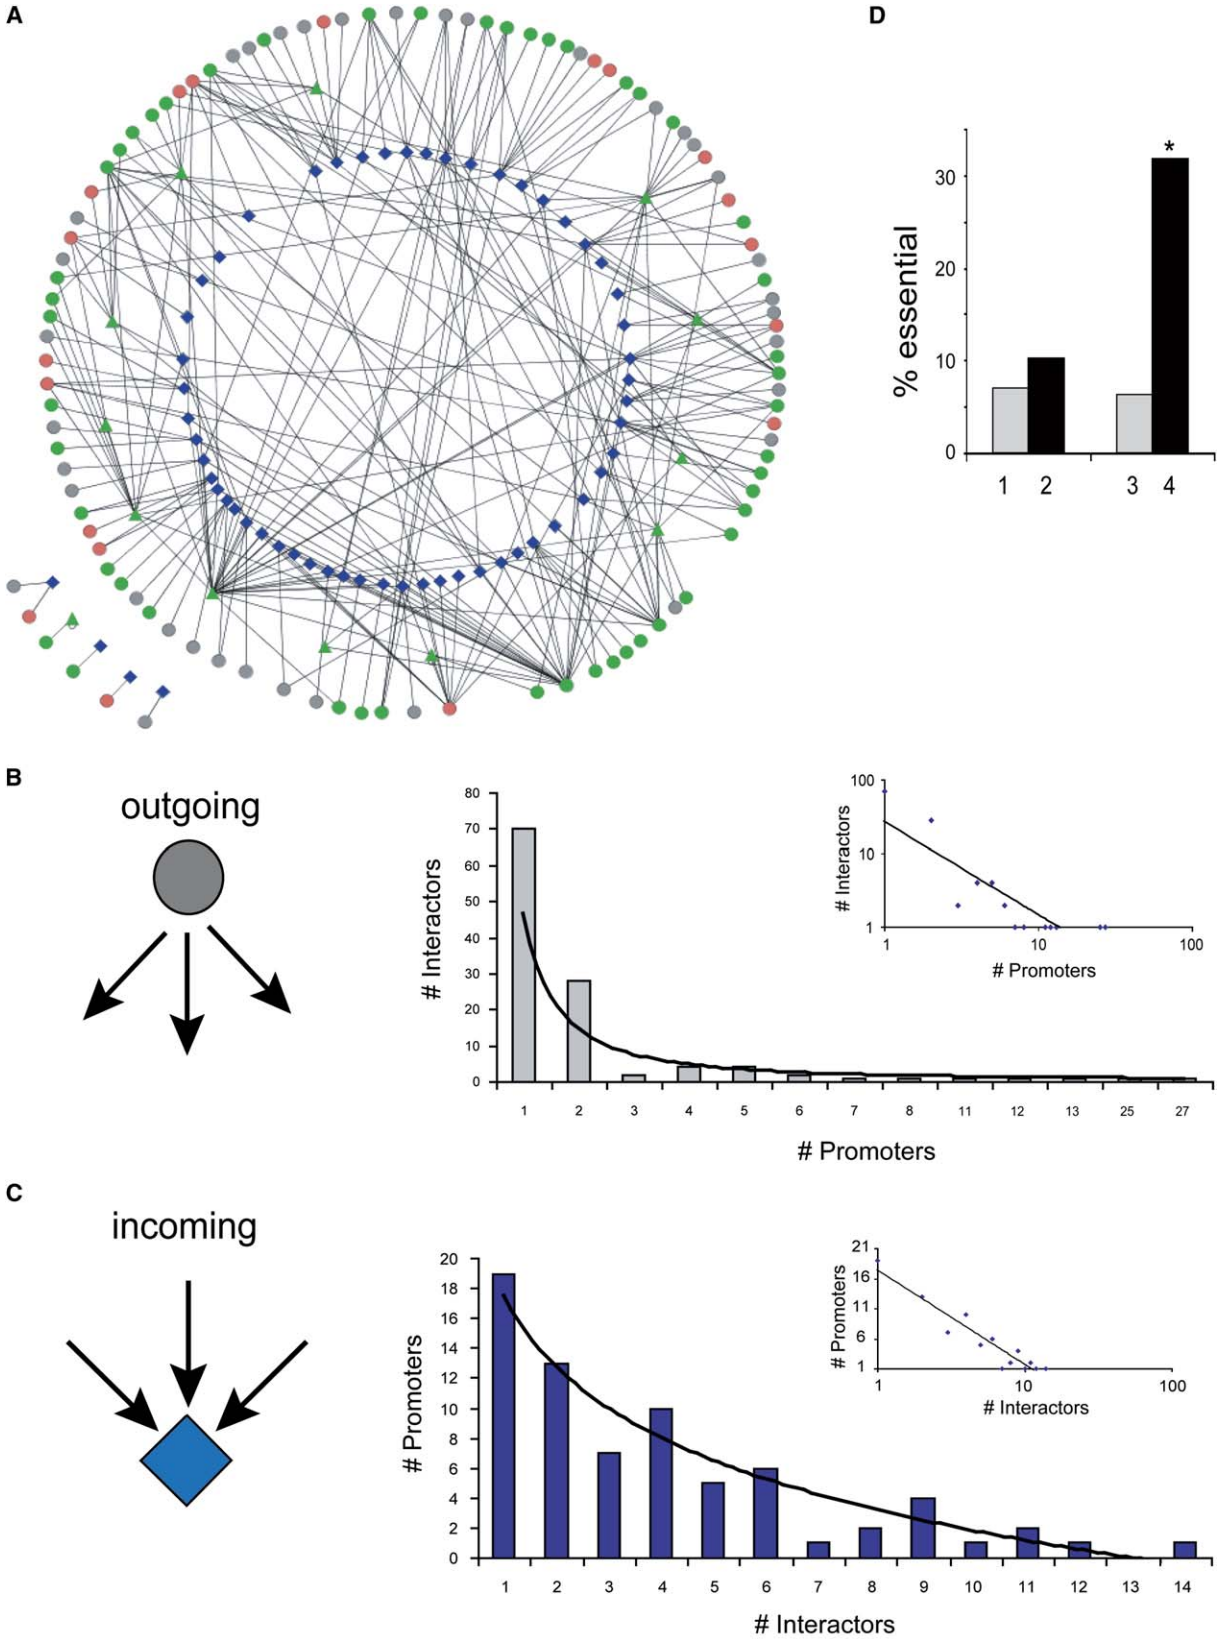 A
D
% essential
30
20
10
0
*
1 2 3 4
B
outgoing
# Interactors
80
70
60
50
40
30
20
10
0
1 2 3 4 5 6 7 8 11 12 13 25 27
# Promoters
# Interactors
100
10
1
1 10 100
# Promoters
C
incoming
# Promoters
20
18
16
14
12
10
8
6
4
2
0
1 2 3 4 5 6 7 8 9 10 11 12 13 14
# Interactors
# Promoters
21
16
11
6
1
1 10 100
# Interactors